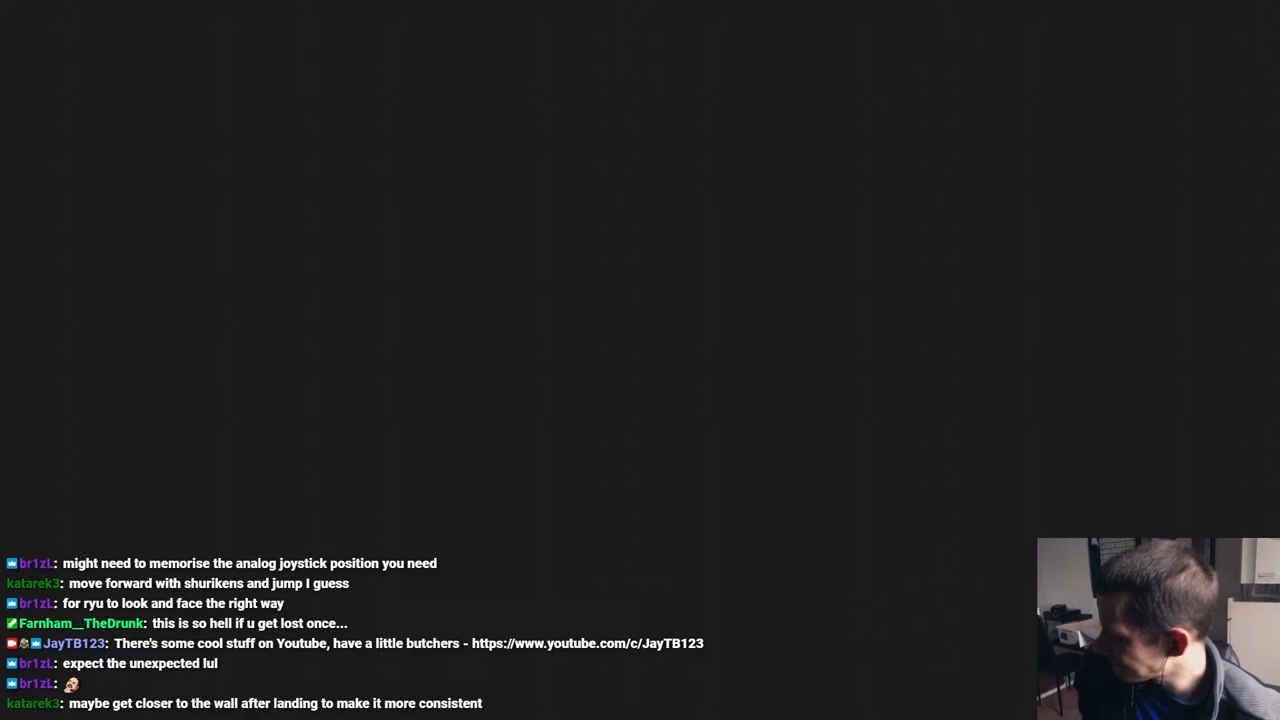 br1zL: might need to memorise the analog joystick position you need
katarek3: move forward with shurikens and jump I guess
br1zL: for ryu to look and face the right way
Farnham__TheDrunk: this is so hell if u get lost once...
JayTB123: There's some cool stuff on Youtube, have a little butchers - https://www.youtube.com/c/JayTB123
br1zL: expect the unexpected lul
br1zL:
katarek3: maybe get closer to the wall after landing to make it more consistent